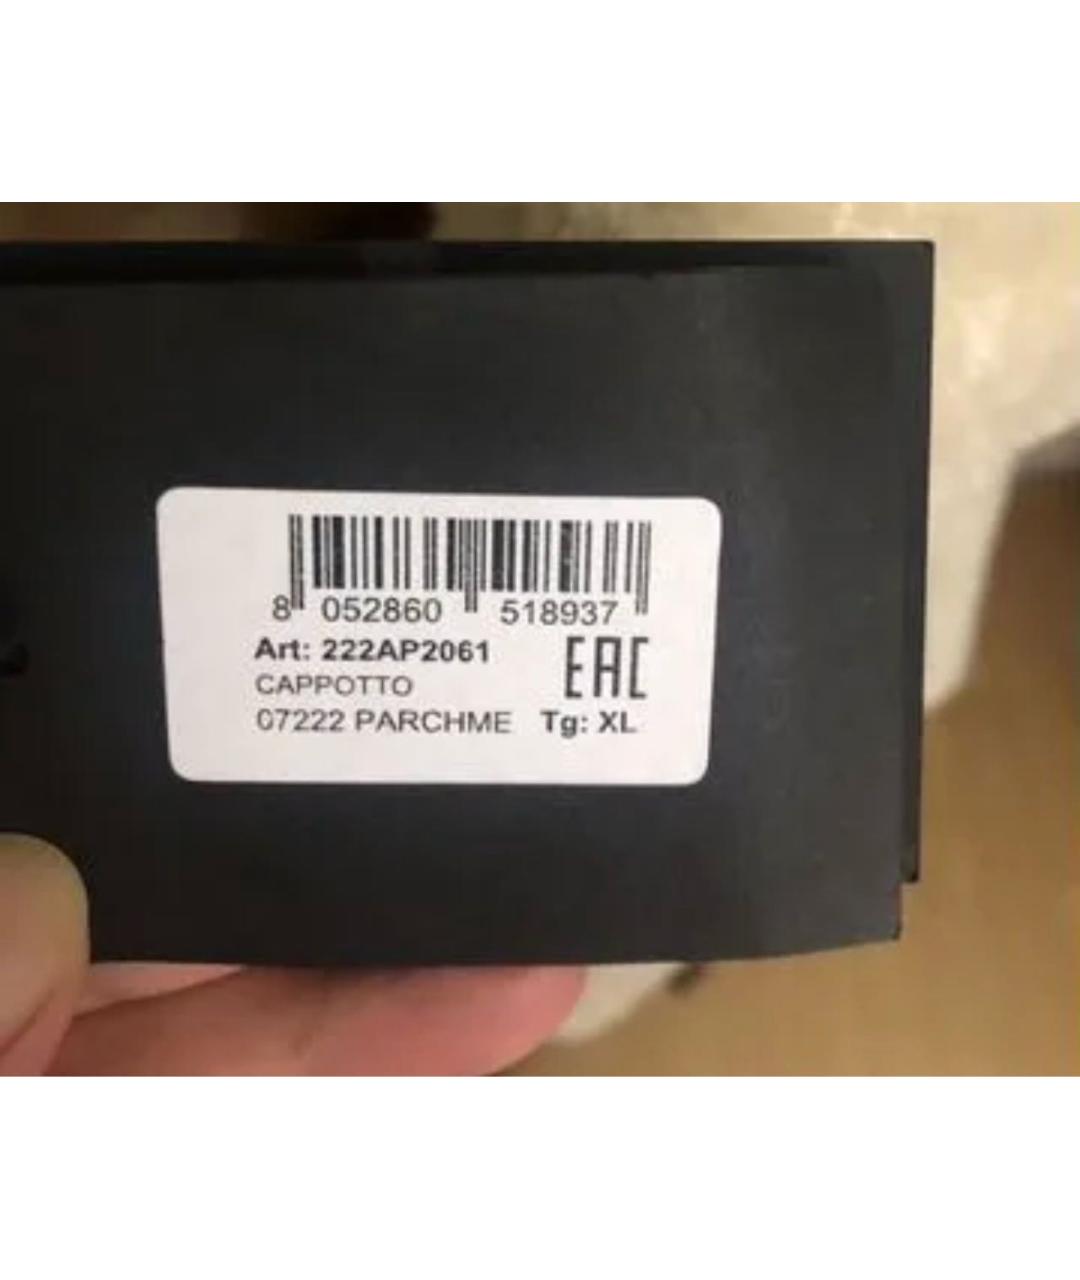 8 052860 518937
Art: 222AP2061
EAC
CAPPOTTO
07222 PARCHME Tg: XL